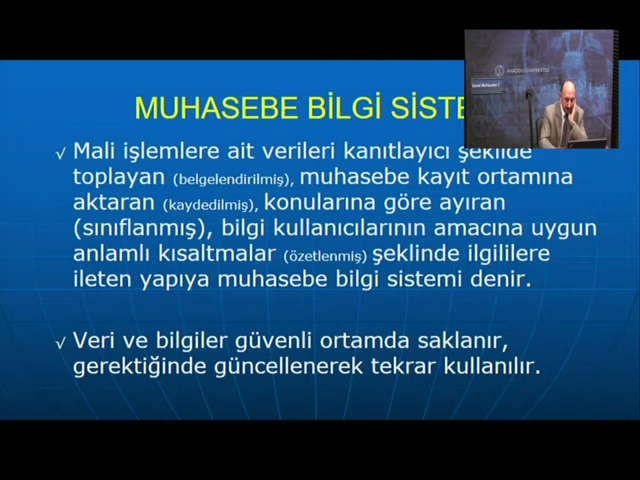 MUHASEBE BİLGİ SİSTE
√ Mali işlemlere ait verileri kanıtlayıcı şekilde
toplayan (belgelendirilmiş), muhasebe kayıt ortamına
aktaran (kaydedilmiş), konularına göre ayıran
(sınıflanmış), bilgi kullanıcılarının amacına uygun
anlamlı kısaltmalar (özetlenmiş) şeklinde ilgililere
ileten yapıya muhasebe bilgi sistemi denir.
√ Veri ve bilgiler güvenli ortamda saklanır,
gerektiğinde güncellenerek tekrar kullanılır.